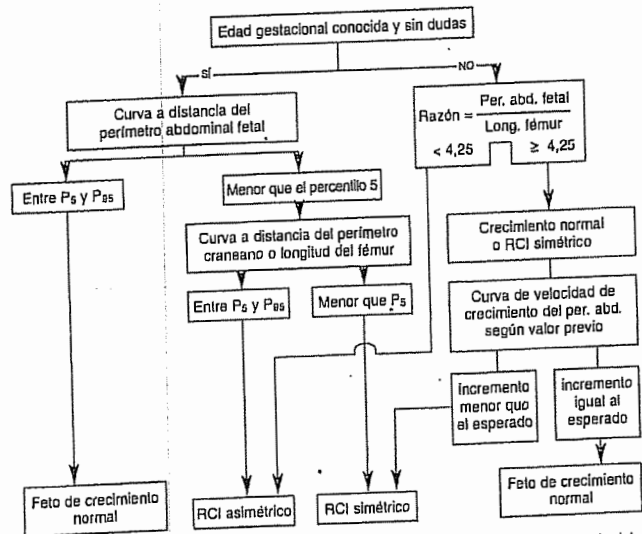 Edad gestacional conocida y sin dudas
SÍ
NO
Curva a distancia del
perímetro abdominal fetal
Razón = Per. abd. fetal
Long. fémur
< 4,25 ≥ 4,25
Entre P5 y P95
Menor que el percentilo 5
Curva a distancia del perímetro
craneano o longitud del fémur
Crecimiento normal
o RCI simétrico
Entre P5 y P95
Menor que P5
Curva de velocidad de
crecimiento del per. abd.
según valor previo
incremento
menor que
el esperado
incremento
igual al
esperado
Feto de crecimiento
normal
RCI asimétrico
RCI simétrico
Feto de crecimiento
normal